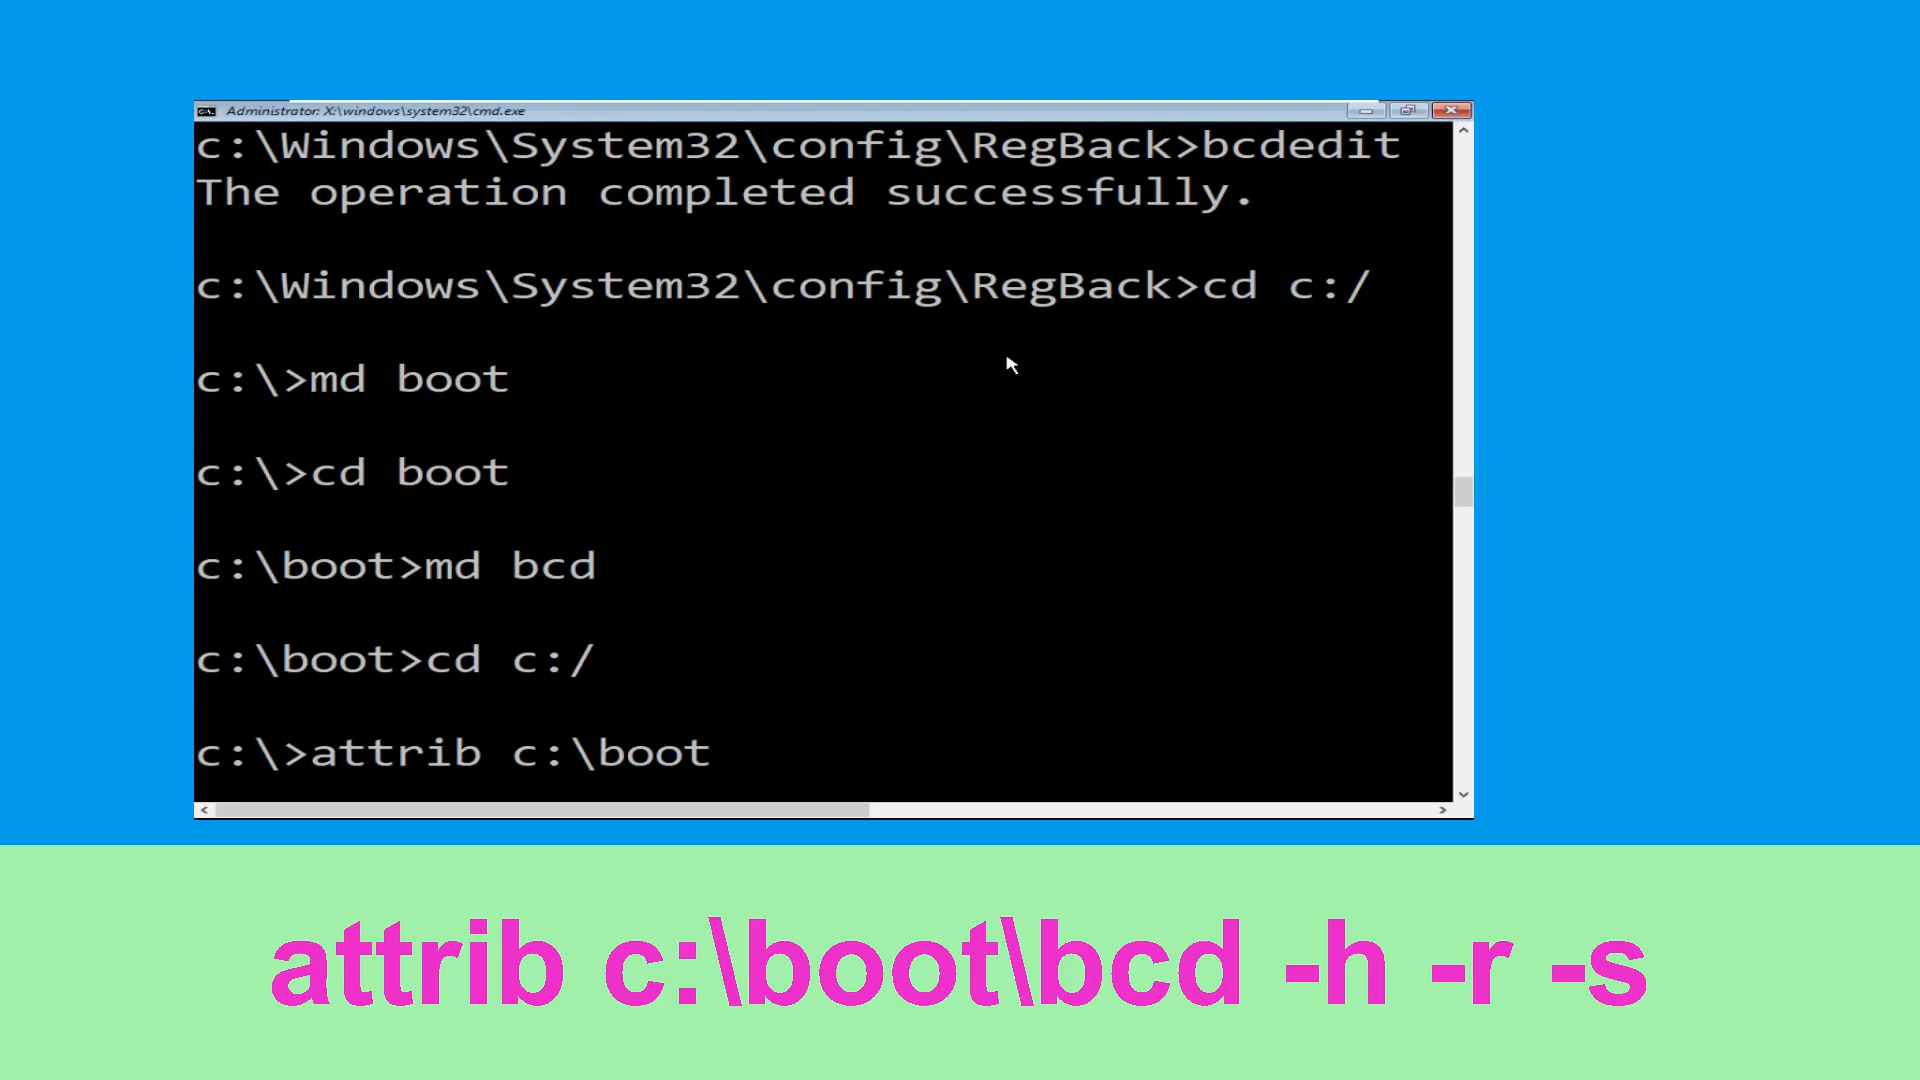 Administrator: X:\windows\system32\cmd.exe
c:\Windows\System32\config\RegBack>bcdedit
The operation completed successfully.
c:\Windows\System32\config\RegBack>cd c:/
c:\>md boot
c:\>cd boot
c:\boot>md bcd
c:\boot>cd c:/
c:\>attrib c:\boot
attrib c:\boot\bcd -h -r -s